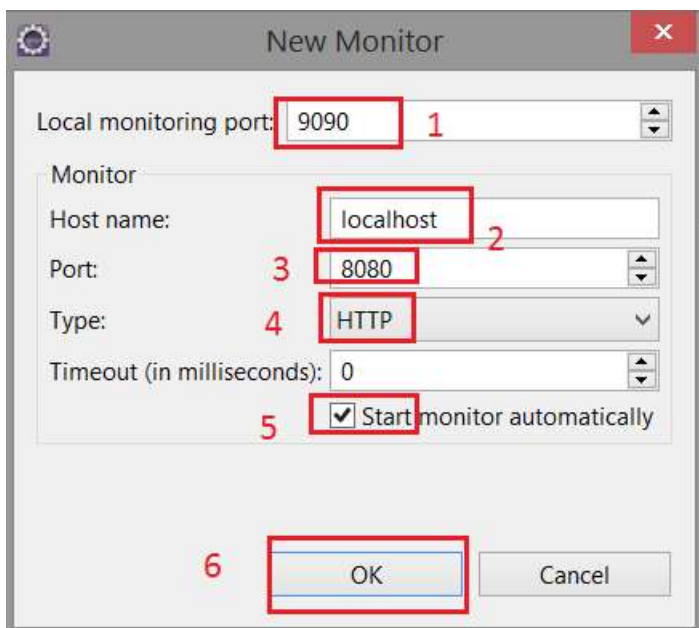 New Monitor
Local monitoring port: 9090 1
Monitor
Host name: localhost 2
Port: 3 8080
Type: 4 HTTP
Timeout (in milliseconds): 0
5 Start monitor automatically
6 OK Cancel